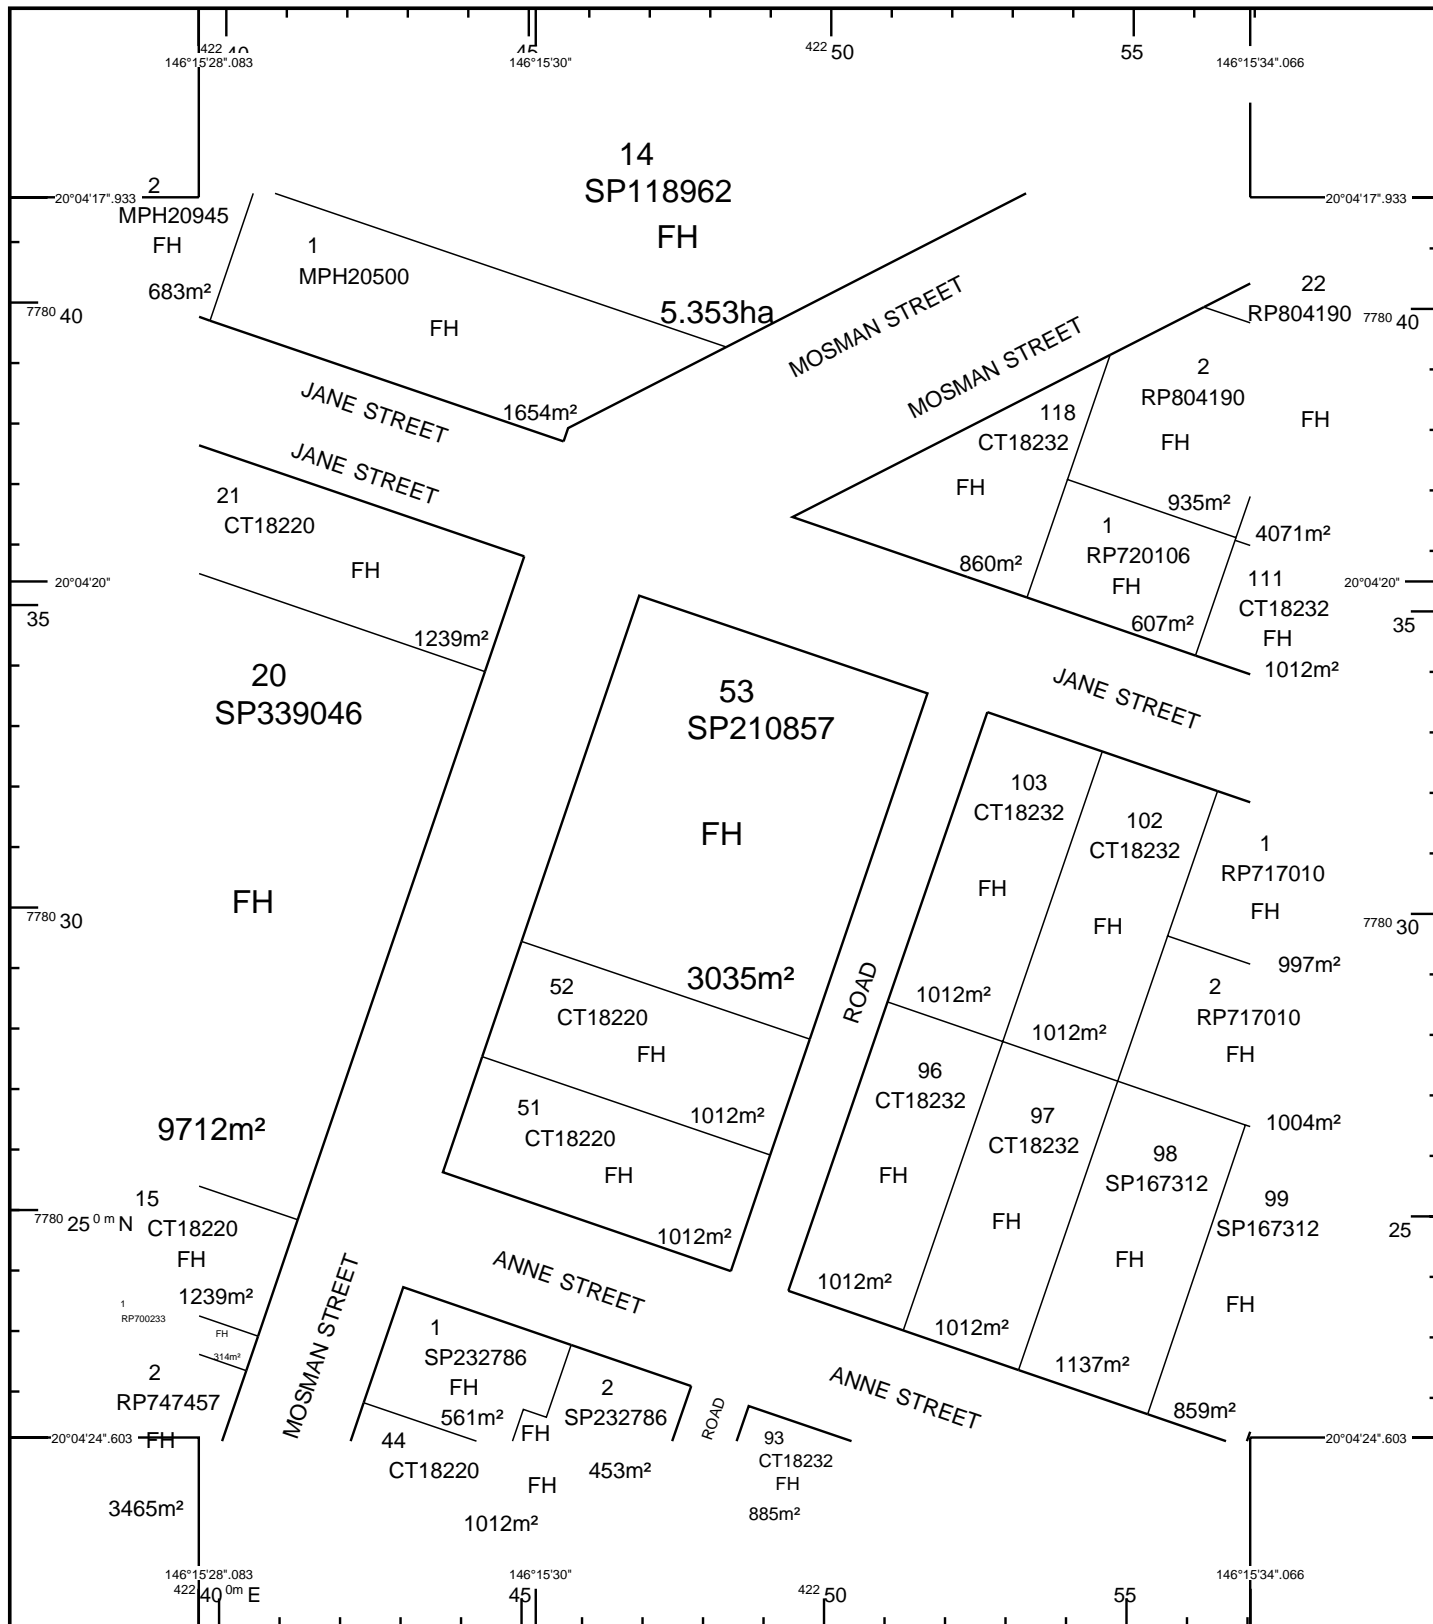 422 40
45
422 50
55
146°15'28".083
146°15'30"
146°15'34".066
14
SP118962
FH
5.353ha
20°04'17".933
20°04'17".933
2
MPH20945
FH
683m²
1
MPH20500
FH
1654m²
7780 40
7780 40
MOSMAN STREET
MOSMAN STREET
22
RP804190
FH
4071m²
2
RP804190
FH
935m²
118
CT18232
FH
860m²
JANE STREET
JANE STREET
21
CT18220
FH
1239m²
1
RP720106
FH
607m²
111
CT18232
FH
1012m²
20°04'20"
20°04'20"
35
35
20
SP339046
FH
9712m²
53
SP210857
FH
3035m²
JANE STREET
103
CT18232
FH
1012m²
102
CT18232
FH
1012m²
1
RP717010
FH
997m²
7780 30
7780 30
ROAD
2
RP717010
FH
1004m²
52
CT18220
FH
1012m²
51
CT18220
FH
1012m²
96
CT18232
FH
1012m²
97
CT18232
FH
1012m²
98
SP167312
FH
1137m²
99
SP167312
FH
859m²
7780 25 0 m N
25
15
CT18220
FH
1239m²
1
RP700233
FH
314m²
2
RP747457
FH
3465m²
MOSMAN STREET
ANNE STREET
ANNE STREET
1
SP232786
FH
561m²
2
SP232786
FH
453m²
ROAD
44
CT18220
FH
1012m²
93
CT18232
FH
885m²
20°04'24".603
20°04'24".603
146°15'28".083
146°15'30"
146°15'34".066
422 40 0m E
45
422 50
55